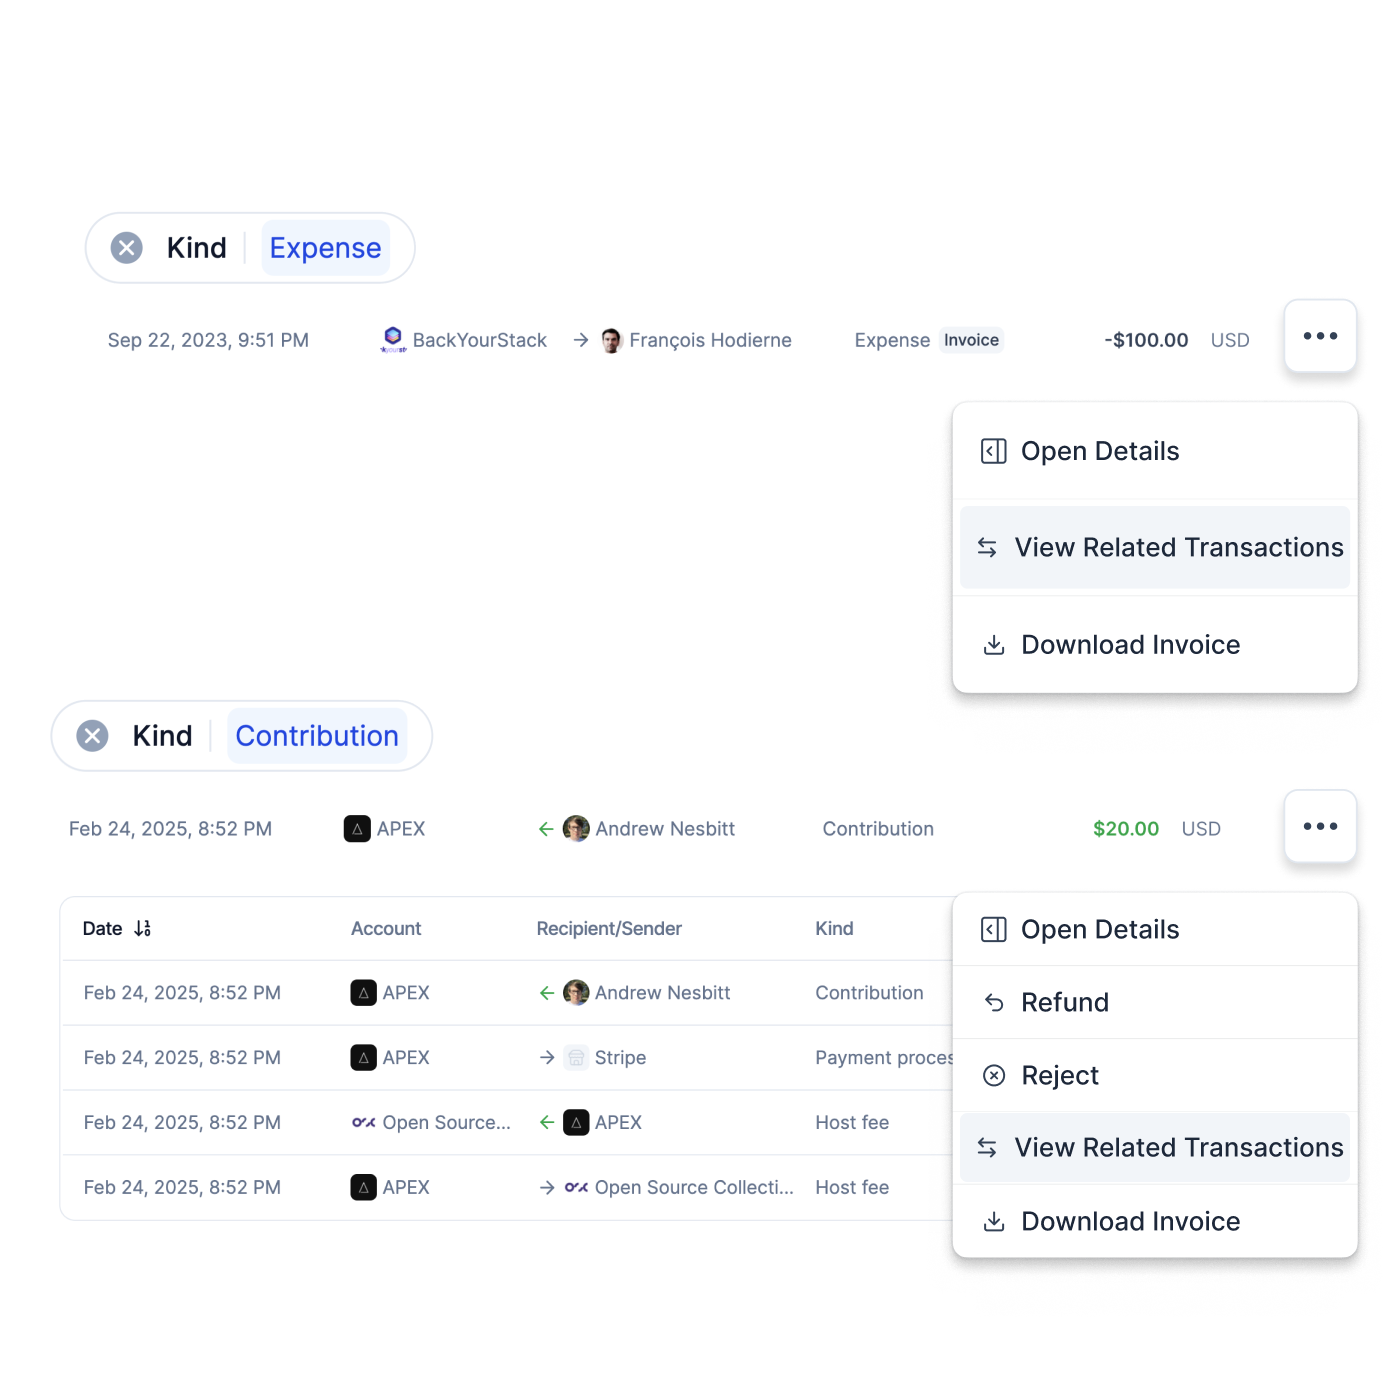 Kind Expense
Sep 22, 2023, 9:51 PM BackYourStack → François Hodierne Expense Invoice -$100.00 USD
Open Details
View Related Transactions
Download Invoice
Kind Contribution
Feb 24, 2025, 8:52 PM APEX ← Andrew Nesbitt Contribution $20.00 USD
Date Account Recipient/Sender Kind
Feb 24, 2025, 8:52 PM APEX ← Andrew Nesbitt Contribution
Feb 24, 2025, 8:52 PM APEX → Stripe Payment proces
Feb 24, 2025, 8:52 PM Open Source... ← APEX Host fee
Feb 24, 2025, 8:52 PM APEX → Open Source Collecti... Host fee
Open Details
Refund
Reject
View Related Transactions
Download Invoice